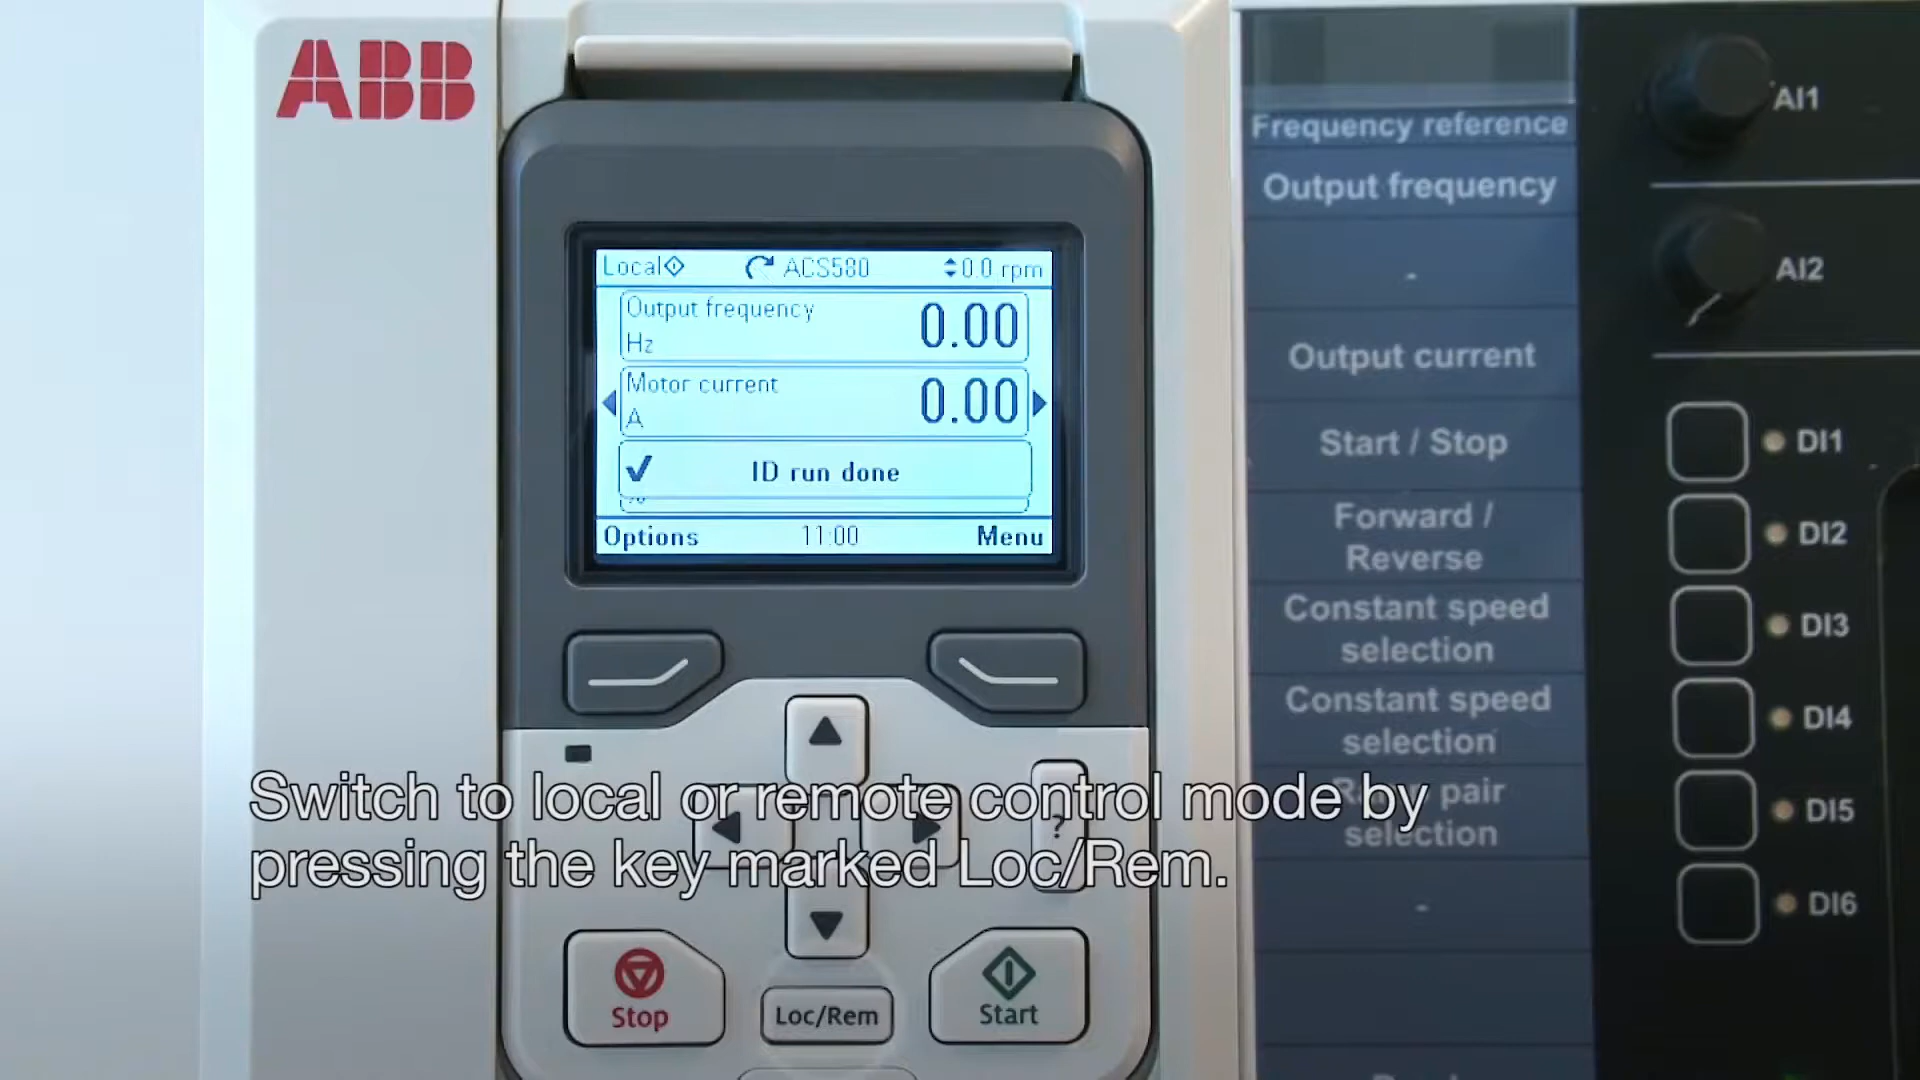 ABB
Local ACS580 0.0 rpm
Output frequency
Hz
0.00
Motor current
A
0.00
ID run done
Options 11:00 Menu
?
Stop
Loc/Rem
Start
Switch to local or remote control mode by
pressing the key marked Loc/Rem.
Frequency reference
Output frequency
-
Output current
Start / Stop
Forward /
Reverse
Constant speed
selection
Constant speed
selection
Ramp pair
selection
-
AI1
AI2
DI1
DI2
DI3
DI4
DI5
DI6